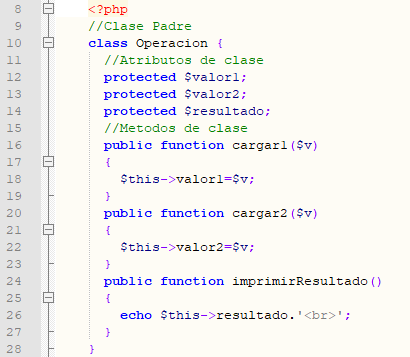 8 <?php
9 //Clase Padre
10 class Operacion {
11 //Atributos de clase
12 protected $valor1;
13 protected $valor2;
14 protected $resultado;
15 //Metodos de clase
16 public function cargar1($v)
17 {
18 $this->valor1=$v;
19 }
20 public function cargar2($v)
21 {
22 $this->valor2=$v;
23 }
24 public function imprimirResultado()
25 {
26 echo $this->resultado.'<br>';
27 }
28 }